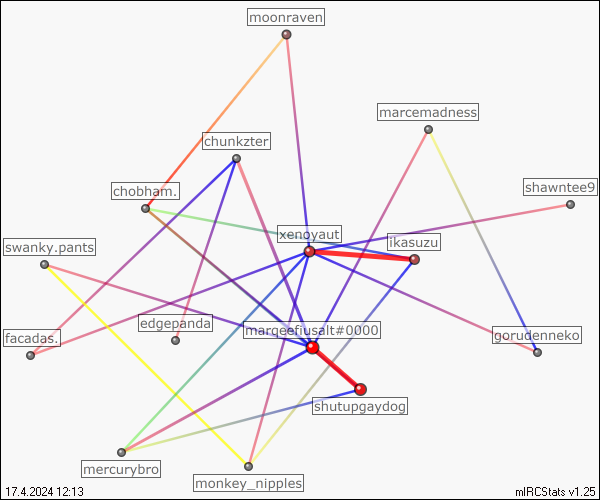 moonraven
marcemadness
chunkzter
chobham.
shawntee9
xenoyaut
ikasuzu
swanky.pants
edgepanda
marqeefiusalt#0000
facadas.
gorudenneko
shutupgaydog
mercurybro
monkey_nipples
17.4.2024 12:13
mIRCStats v1.25